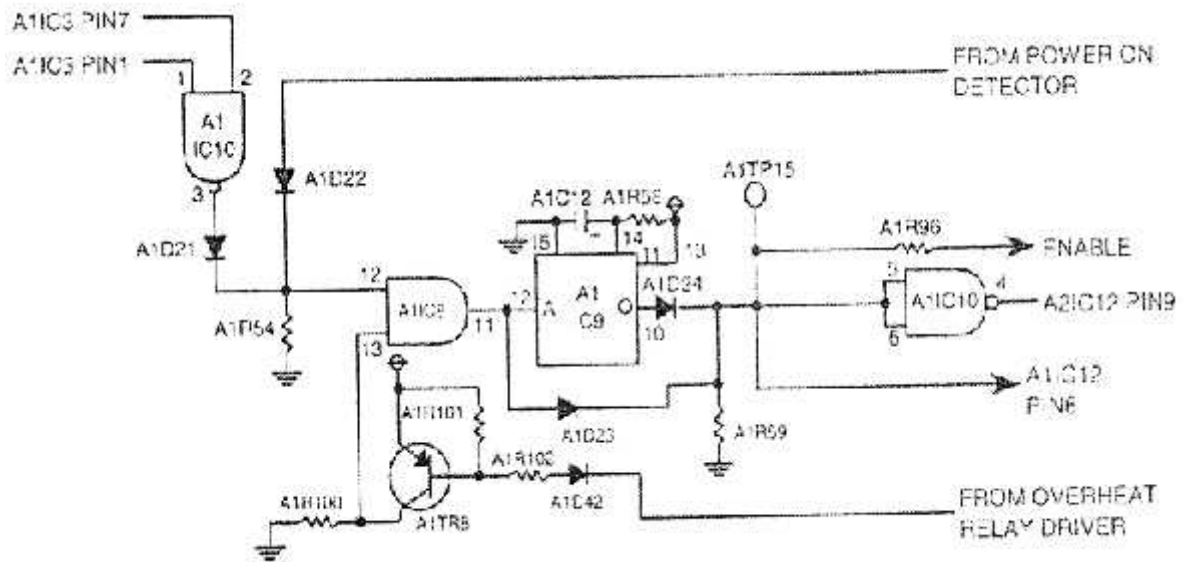 A1IC3 PIN7
A1IC3 PIN1
1
2
A1
IC10
3
FROM POWER ON
DETECTOR
A1D22
A1D21
A1TP15
A1R96
ENABLE
A1R54
12
13
A1IC8
11
12
A
A1
C9
15
14
11
13
A1D24
10
5
6
A1IC10
4
A2IC12 PIN9
A1IC12
PIN6
A1D23
A1R59
A1R101
A1R102
A1D42
A1R100
A1TR8
FROM OVERHEAT
RELAY DRIVER